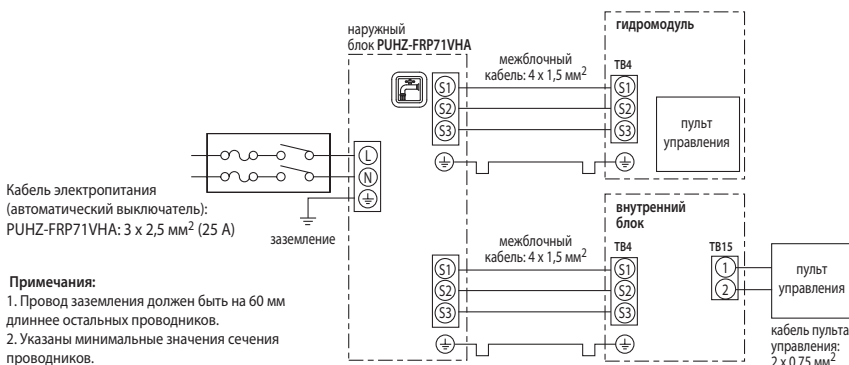 наружный
блок PUHZ-FRP71VHA
межблочный
кабель: 4 x 1,5 мм²
гидромодуль
TB4
S1
S2
S3
S1
S2
S3
пульт
управления
L
N
Кабель электропитания
(автоматический выключатель):
PUHZ-FRP71VHA: 3 x 2,5 мм² (25 А)
заземление
межблочный
кабель: 4 x 1,5 мм²
внутренний
блок
TB4
TB15
S1
S2
S3
S1
S2
S3
1
2
пульт
управления
кабель пульта
управления:
2 x 0,75 мм²
Примечания:
1. Провод заземления должен быть на 60 мм
длиннее остальных проводников.
2. Указаны минимальные значения сечения
проводников.